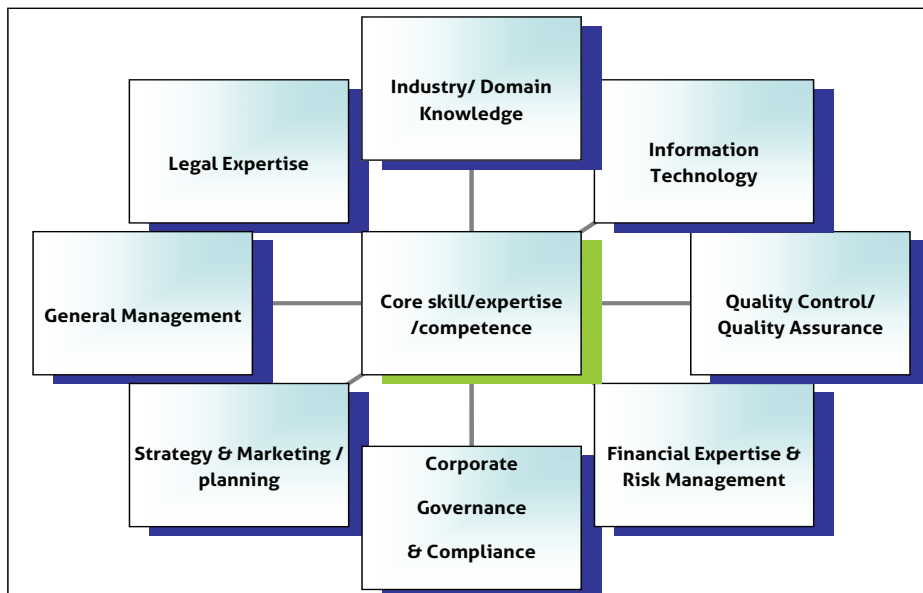 Industry/ Domain
Knowledge
Legal Expertise
Information
Technology
General Management
Core skill/expertise
/competence
Quality Control/
Quality Assurance
Strategy & Marketing /
planning
Corporate
Governance
& Compliance
Financial Expertise &
Risk Management